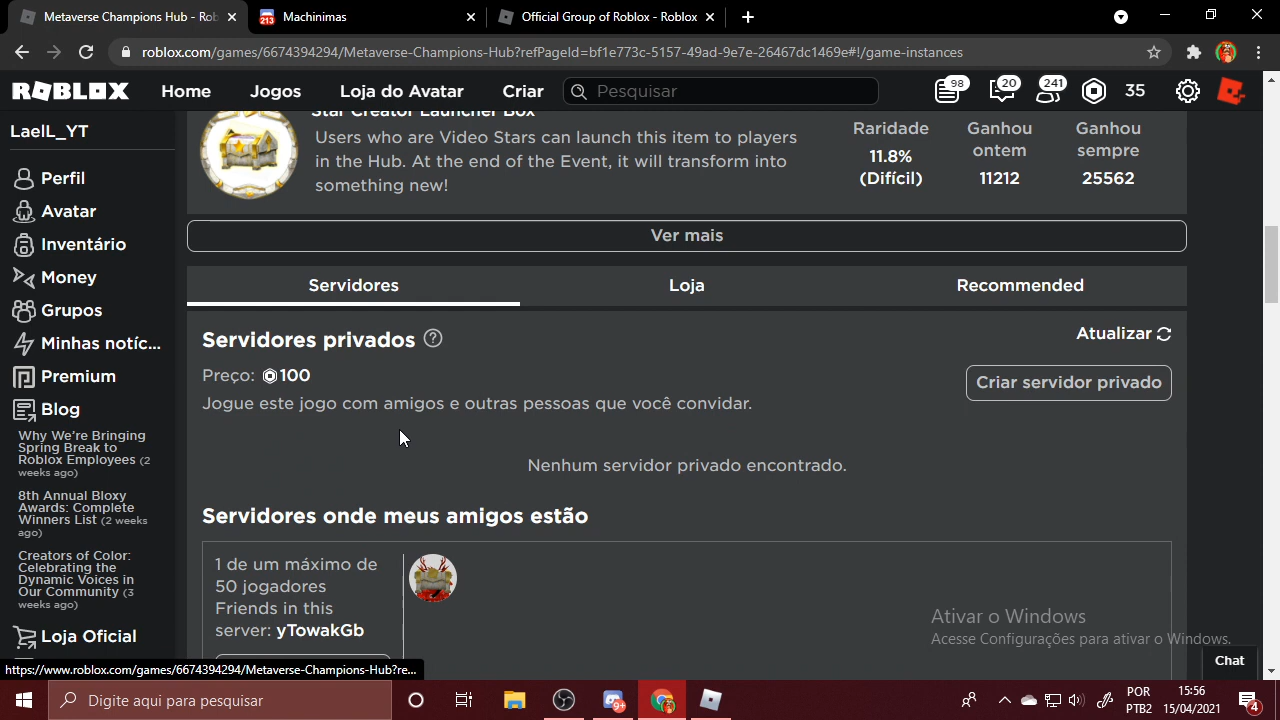 Metaverse Champions Hub - Rob
213
Machinimas
Official Group of Roblox - Roblox
roblox.com/games/6674394294/Metaverse-Champions-Hub?refPageId=bf1e773c-5157-49ad-9e7e-26467dc1469e#!/game-instances
ROBLOX
Home
Jogos
Loja do Avatar
Criar
Pesquisar
98
20
241
35
LaelL_YT
Perfil
Avatar
Inventário
Money
Grupos
Minhas notíc...
Premium
Blog
Why We're Bringing
Spring Break to
Roblox Employees (2
weeks ago)
8th Annual Bloxy
Awards: Complete
Winners List (2 weeks
ago)
Creators of Color:
Celebrating the
Dynamic Voices in
Our Community (3
weeks ago)
Loja Oficial
Star Creator Launcher Box
Users who are Video Stars can launch this item to players
in the Hub. At the end of the Event, it will transform into
something new!
Raridade
11.8%
(Difícil)
Ganhou
ontem
11212
Ganhou
sempre
25562
Ver mais
Servidores
Loja
Recommended
Servidores privados
Atualizar
Preço: 100
Criar servidor privado
Jogue este jogo com amigos e outras pessoas que você convidar.
Nenhum servidor privado encontrado.
Servidores onde meus amigos estão
1 de um máximo de
50 jogadores
Friends in this
server: yTowakGb
Ativar o Windows
Acesse Configurações para ativar o Windows.
Chat
https://www.roblox.com/games/6674394294/Metaverse-Champions-Hub?re...
Digite aqui para pesquisar
9+
POR
PTB2
15:56
15/04/2021
4